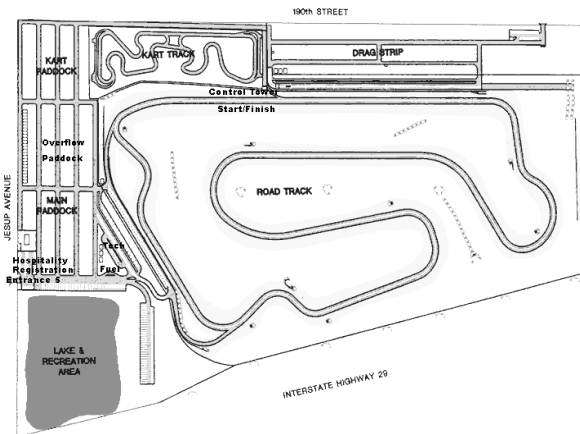 190th STREET
KART
PADDOCK
KART TRACK
DRAG STRIP
Control Tower
Start/Finish
Overflow
Paddock
JESUP AVENUE
MAIN
PADDOCK
ROAD TRACK
Tech
Hospitality
Registration
Fuel
Entrance 5
LAKE &
RECREATION
AREA
INTERSTATE HIGHWAY 29